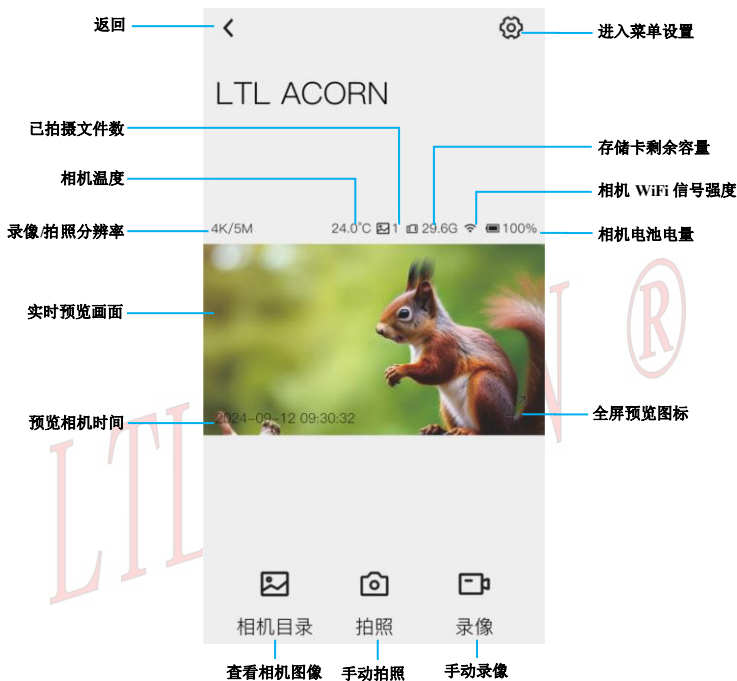 返回
进入菜单设置
LTL ACORN
已拍摄文件数
存储卡剩余容量
相机温度
相机 WiFi 信号强度
录像/拍照分辨率
4K/5M
24.0°C
1
29.6G
100%
相机电池电量
实时预览画面
LTL ACORN ®
预览相机时间
2024-09-12 09:30:32
全屏预览图标
相机目录
拍照
录像
查看相机图像
手动拍照
手动录像